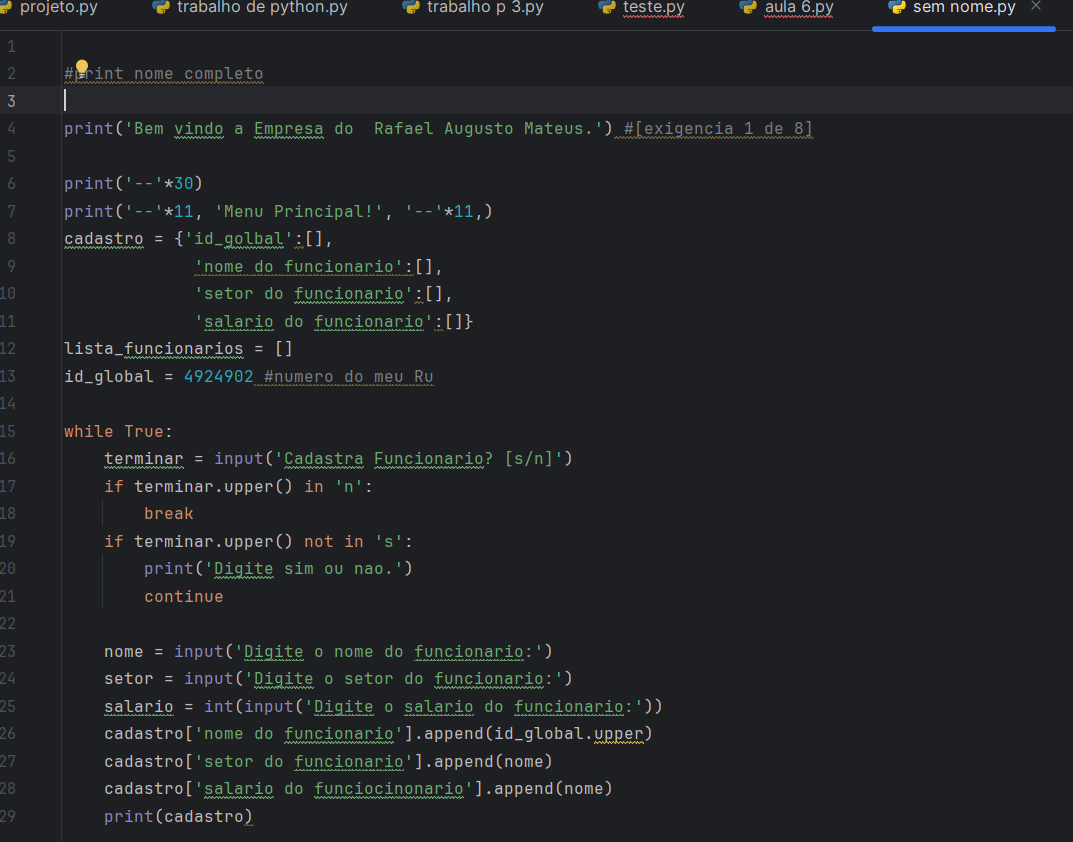 projeto.py trabalho de python.py trabalho p 3.py teste.py aula 6.py sem nome.py ×
1
2 #print nome completo
3
4 print('Bem vindo a Empresa do  Rafael Augusto Mateus.') #[exigencia 1 de 8]
5
6 print('--'*30)
7 print('--'*11, 'Menu Principal!', '--'*11,)
8 cadastro = {'id_golbal':[],
9 'nome do funcionario':[],
10 'setor do funcionario':[],
11 'salario do funcionario':[]}
12 lista_funcionarios = []
13 id_global = 4924902 #numero do meu Ru
14
15 while True:
16 terminar = input('Cadastra Funcionario? [s/n]')
17 if terminar.upper() in 'n':
18 break
19 if terminar.upper() not in 's':
20 print('Digite sim ou nao.')
21 continue
22
23 nome = input('Digite o nome do funcionario:')
24 setor = input('Digite o setor do funcionario:')
25 salario = int(input('Digite o salario do funcionario:'))
26 cadastro['nome do funcionario'].append(id_global.upper)
27 cadastro['setor do funcionario'].append(nome)
28 cadastro['salario do funciocinonario'].append(nome)
29 print(cadastro)